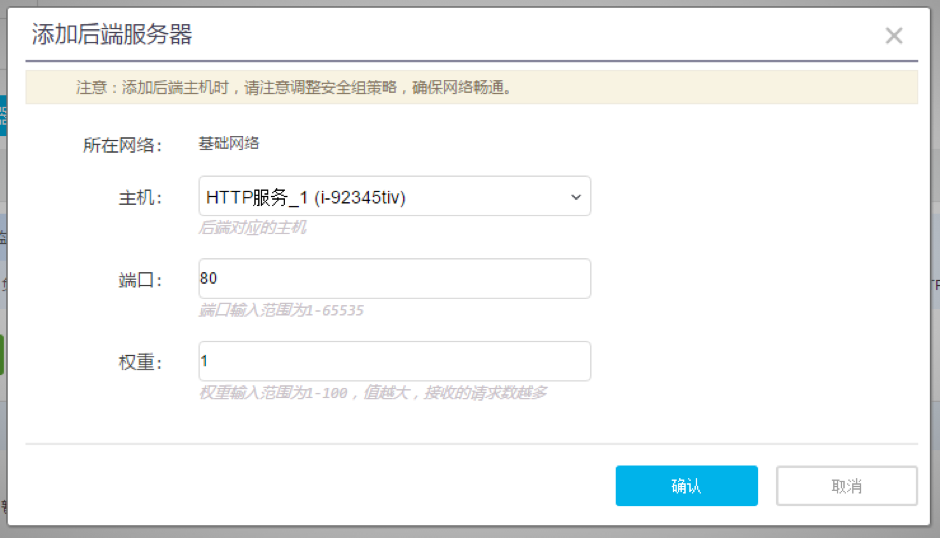 添加后端服务器
注意：添加后端主机时，请注意调整安全组策略，确保网络畅通。
所在网络： 基础网络
主机： HTTP服务_1 (i-92345tiv)
后端对应的主机
端口： 80
端口输入范围为1-65535
权重： 1
权重输入范围为1-100，值越大，接收的请求数越多
确认 取消